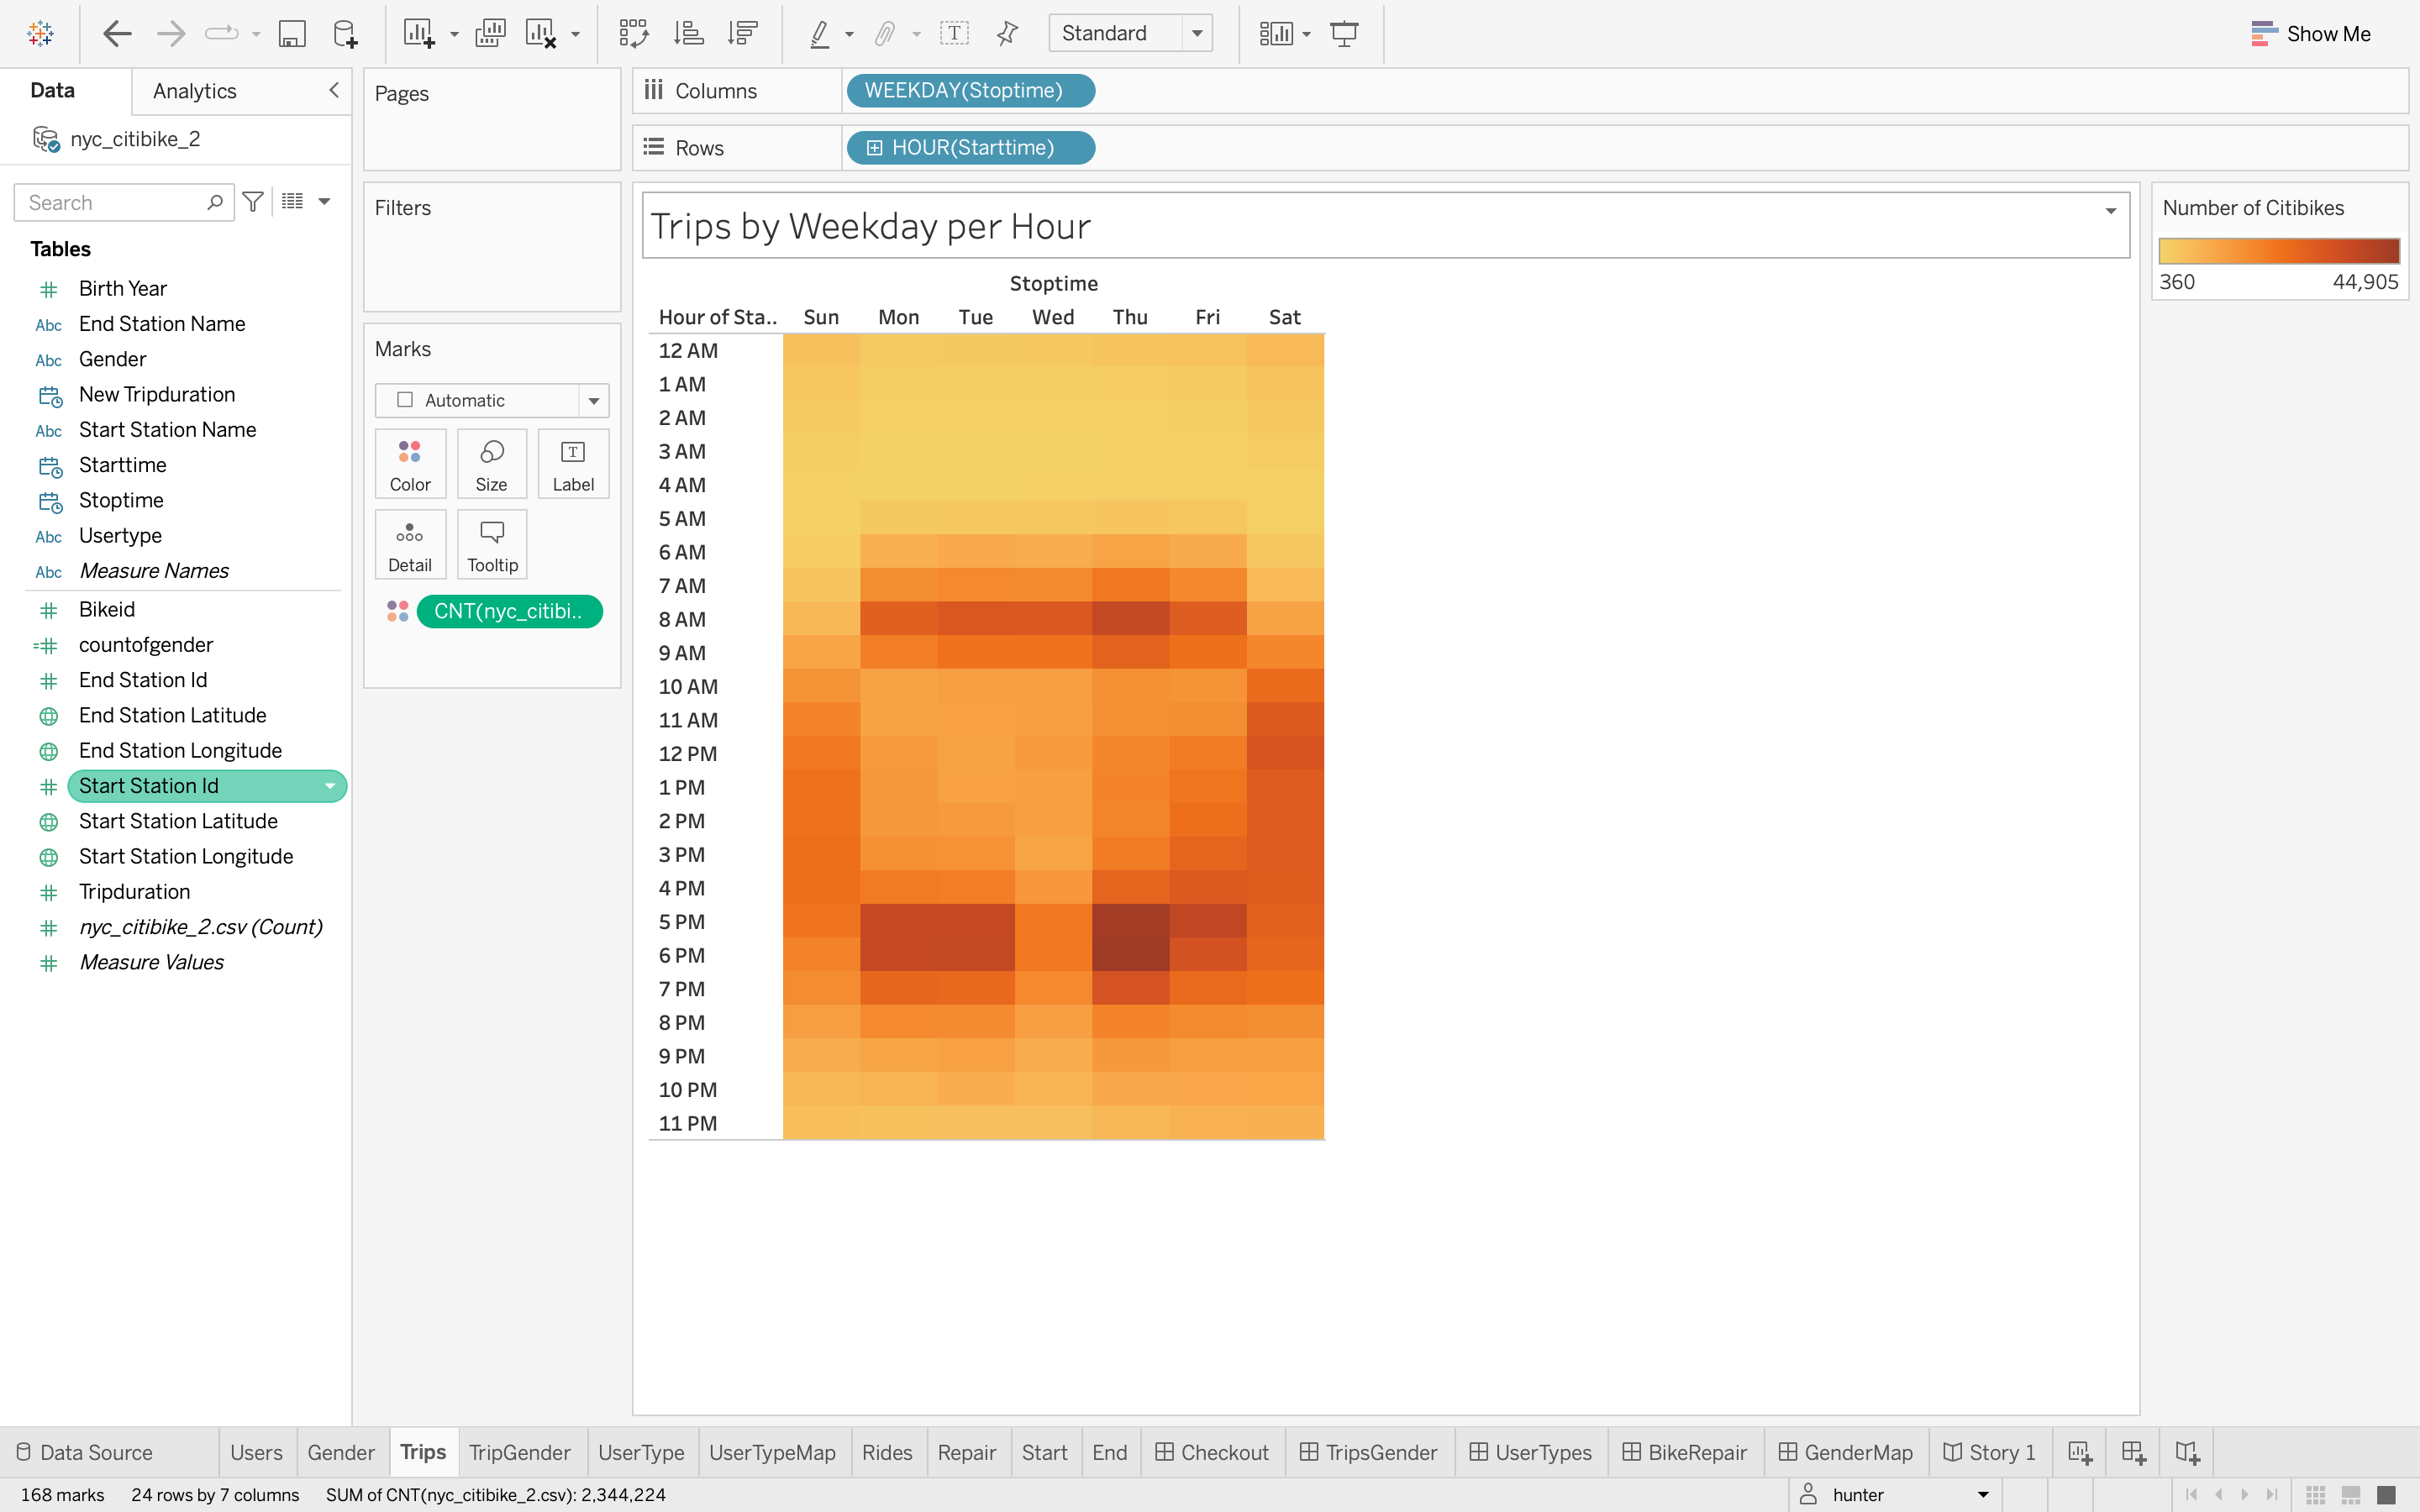 Standard
Show Me
Data
Analytics
nyc_citibike_2
Search
Tables
Birth Year
Abc End Station Name
Abc Gender
New Tripduration
Abc Start Station Name
Starttime
Stoptime
Abc Usertype
Abc Measure Names
Bikeid
countofgender
End Station Id
End Station Latitude
End Station Longitude
Start Station Id
Start Station Latitude
Start Station Longitude
Tripduration
nyc_citibike_2.csv (Count)
Measure Values
Pages
Filters
Marks
Automatic
Color
Size
Label
Detail
Tooltip
CNT(nyc_citibi..
Columns
WEEKDAY(Stoptime)
Rows
HOUR(Starttime)
Trips by Weekday per Hour
Stoptime
Hour of Sta.. Sun Mon Tue Wed Thu Fri Sat
12 AM
1 AM
2 AM
3 AM
4 AM
5 AM
6 AM
7 AM
8 AM
9 AM
10 AM
11 AM
12 PM
1 PM
2 PM
3 PM
4 PM
5 PM
6 PM
7 PM
8 PM
9 PM
10 PM
11 PM
Number of Citibikes
360 44,905
Data Source Users Gender Trips TripGender UserType UserTypeMap Rides Repair Start End Checkout TripsGender UserTypes BikeRepair GenderMap Story 1
168 marks 24 rows by 7 columns SUM of CNT(nyc_citibike_2.csv): 2,344,224 hunter